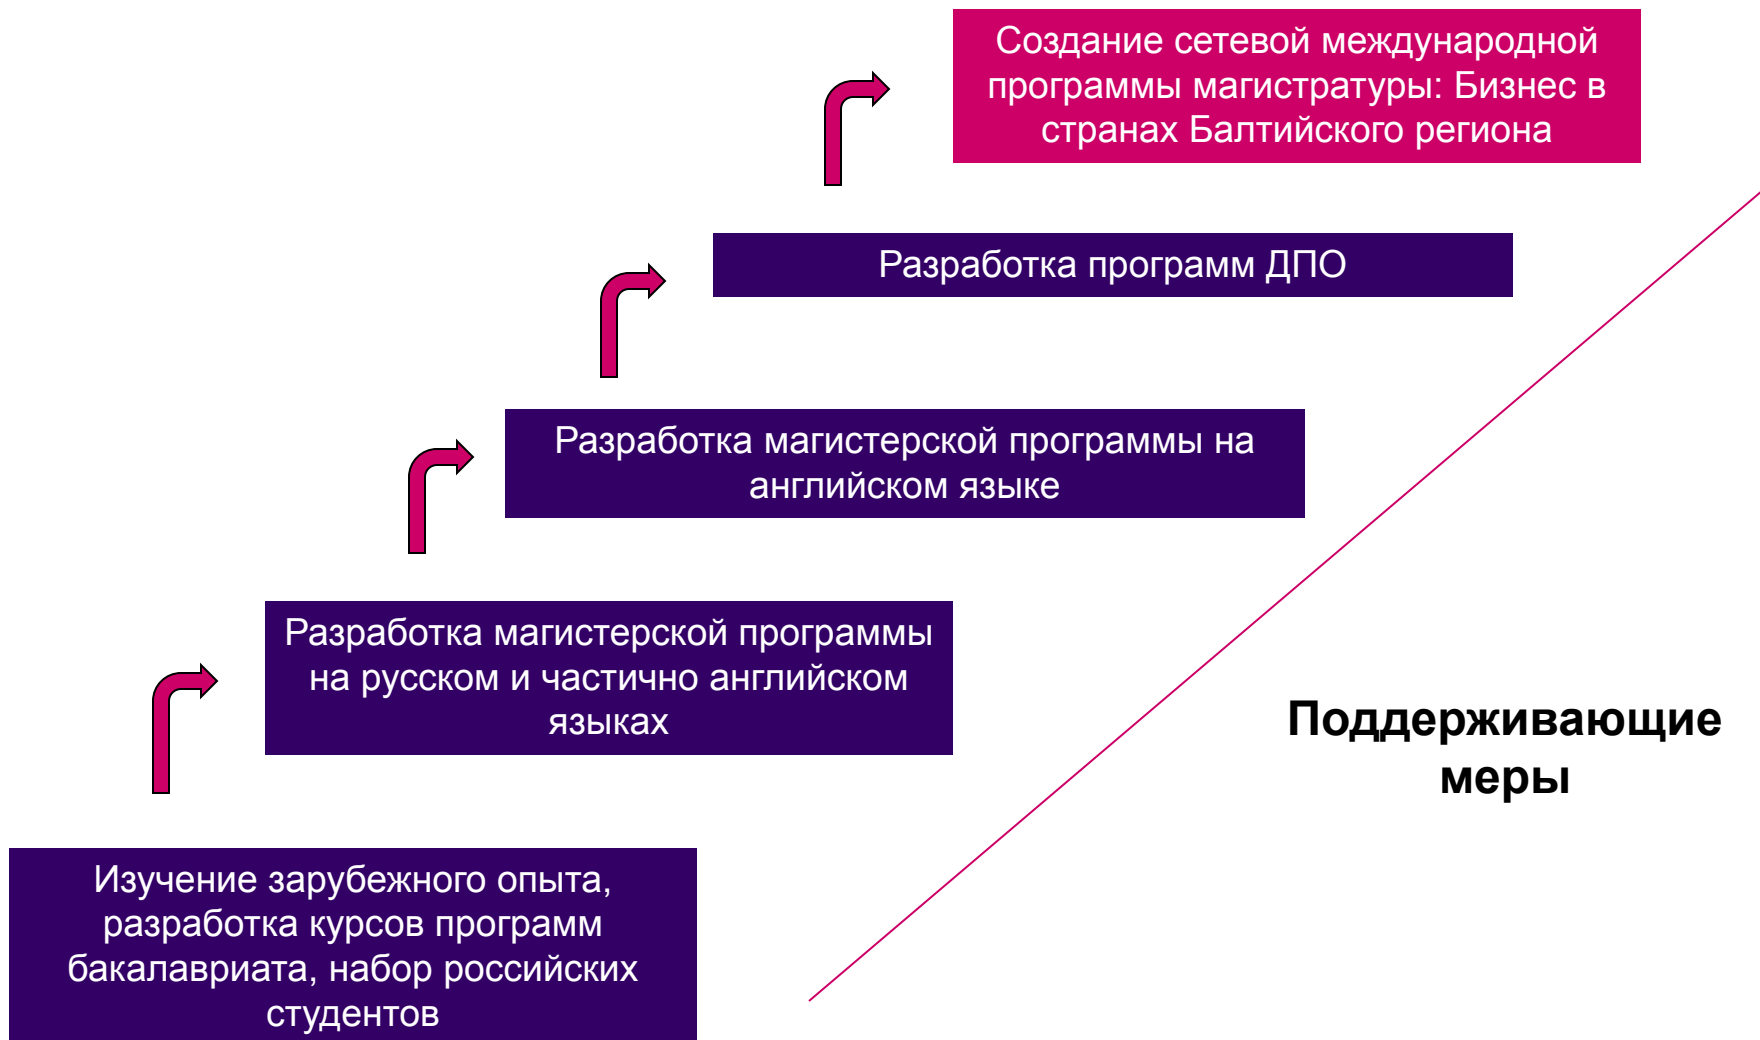 Создание сетевой международной
программы магистратуры: Бизнес в
странах Балтийского региона
Разработка программ ДПО
Разработка магистерской программы на
английском языке
Разработка магистерской программы
на русском и частично английском
языках
Поддерживающие
меры
Изучение зарубежного опыта,
разработка курсов программ
бакалавриата, набор российских
студентов